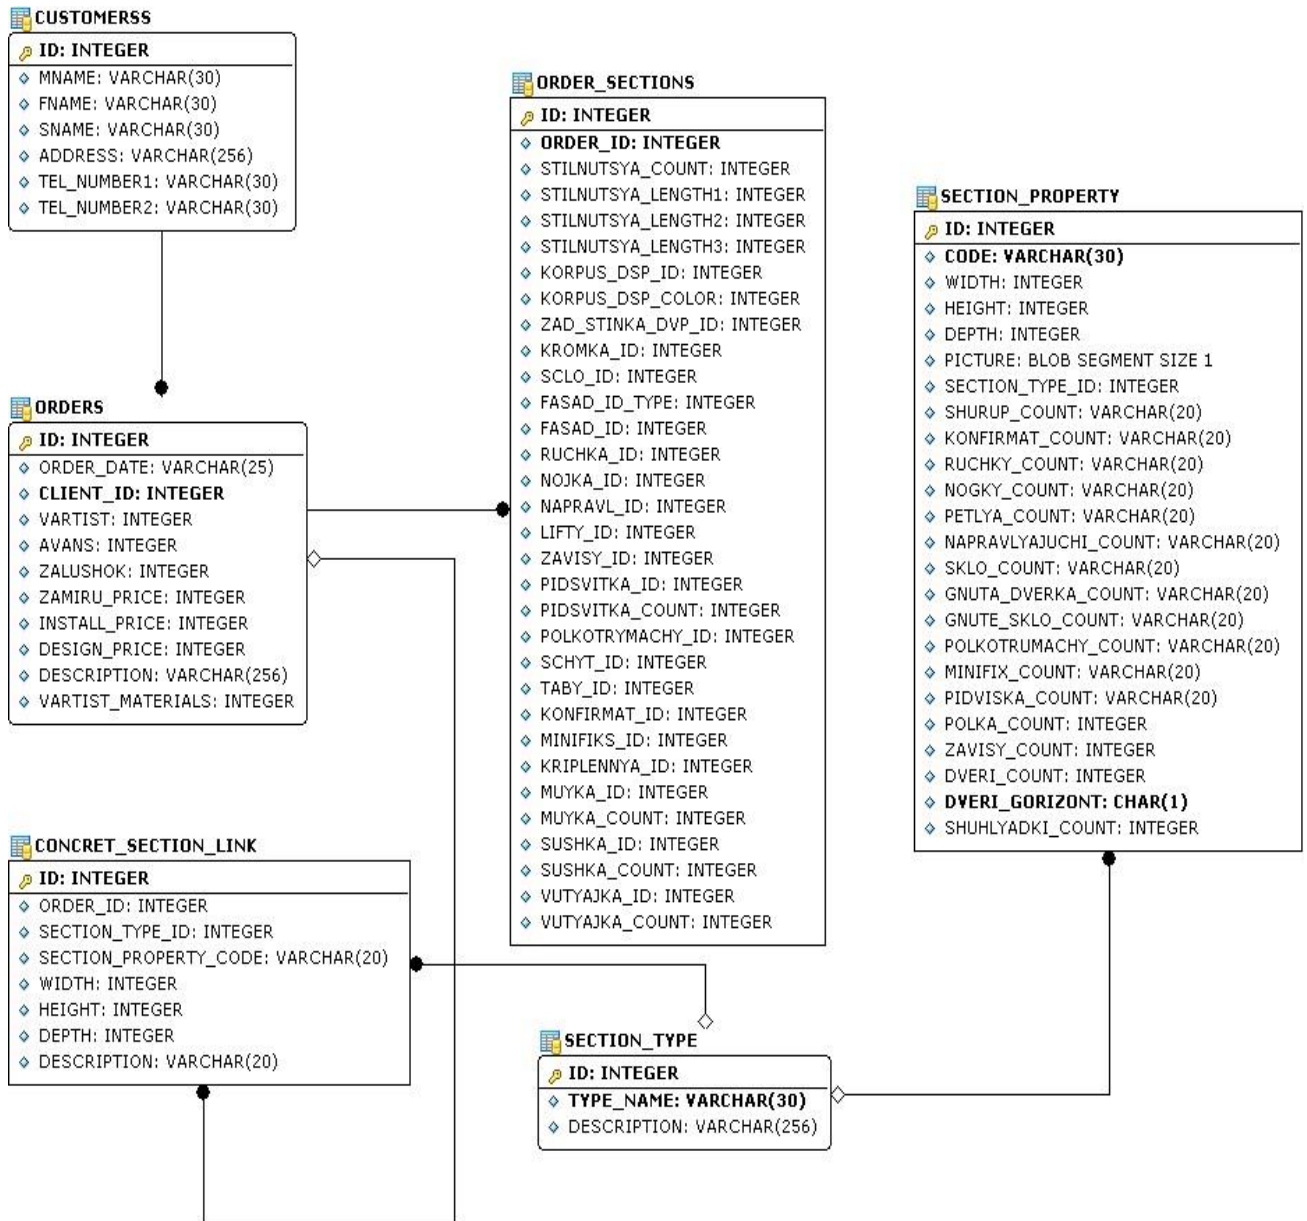 CUSTOMERSS
ID: INTEGER
MNAME: VARCHAR(30)
FNAME: VARCHAR(30)
SNAME: VARCHAR(30)
ADDRESS: VARCHAR(256)
TEL_NUMBER1: VARCHAR(30)
TEL_NUMBER2: VARCHAR(30)
ORDERS
ID: INTEGER
ORDER_DATE: VARCHAR(25)
CLIENT_ID: INTEGER
VARTIST: INTEGER
AVANS: INTEGER
ZALUSHOK: INTEGER
ZAMIRU_PRICE: INTEGER
INSTALL_PRICE: INTEGER
DESIGN_PRICE: INTEGER
DESCRIPTION: VARCHAR(256)
VARTIST_MATERIALS: INTEGER
CONCRET_SECTION_LINK
ID: INTEGER
ORDER_ID: INTEGER
SECTION_TYPE_ID: INTEGER
SECTION_PROPERTY_CODE: VARCHAR(20)
WIDTH: INTEGER
HEIGHT: INTEGER
DEPTH: INTEGER
DESCRIPTION: VARCHAR(20)
ORDER_SECTIONS
ID: INTEGER
ORDER_ID: INTEGER
STILNUTSYA_COUNT: INTEGER
STILNUTSYA_LENGTH1: INTEGER
STILNUTSYA_LENGTH2: INTEGER
STILNUTSYA_LENGTH3: INTEGER
KORPUS_DSP_ID: INTEGER
KORPUS_DSP_COLOR: INTEGER
ZAD_STINKA_DVP_ID: INTEGER
KROMKA_ID: INTEGER
SCLO_ID: INTEGER
FASAD_ID_TYPE: INTEGER
FASAD_ID: INTEGER
RUCHKA_ID: INTEGER
NOJKA_ID: INTEGER
NAPRAVL_ID: INTEGER
LIFTY_ID: INTEGER
ZAVISY_ID: INTEGER
PIDSVITKA_ID: INTEGER
PIDSVITKA_COUNT: INTEGER
POLKOTRYMACHY_ID: INTEGER
SCHYT_ID: INTEGER
TABY_ID: INTEGER
KONFIRMAT_ID: INTEGER
MINIFIKS_ID: INTEGER
KRIPLENNYA_ID: INTEGER
MUYKA_ID: INTEGER
MUYKA_COUNT: INTEGER
SUSHKA_ID: INTEGER
SUSHKA_COUNT: INTEGER
VUTYAJKA_ID: INTEGER
VUTYAJKA_COUNT: INTEGER
SECTION_TYPE
ID: INTEGER
TYPE_NAME: VARCHAR(30)
DESCRIPTION: VARCHAR(256)
SECTION_PROPERTY
ID: INTEGER
CODE: VARCHAR(30)
WIDTH: INTEGER
HEIGHT: INTEGER
DEPTH: INTEGER
PICTURE: BLOB SEGMENT SIZE 1
SECTION_TYPE_ID: INTEGER
SHURUP_COUNT: VARCHAR(20)
KONFIRMAT_COUNT: VARCHAR(20)
RUCHKY_COUNT: VARCHAR(20)
NOGKY_COUNT: VARCHAR(20)
PETLYA_COUNT: VARCHAR(20)
NAPRAVLYAJUCHI_COUNT: VARCHAR(20)
SKLO_COUNT: VARCHAR(20)
GNUTA_DVERKA_COUNT: VARCHAR(20)
GNUTE_SKLO_COUNT: VARCHAR(20)
POLKOTRUMACHY_COUNT: VARCHAR(20)
MINIFIX_COUNT: VARCHAR(20)
PIDVISKA_COUNT: VARCHAR(20)
POLKA_COUNT: INTEGER
ZAVISY_COUNT: INTEGER
DVERI_COUNT: INTEGER
DVERI_GORIZONT: CHAR(1)
SHUHLYADKI_COUNT: INTEGER